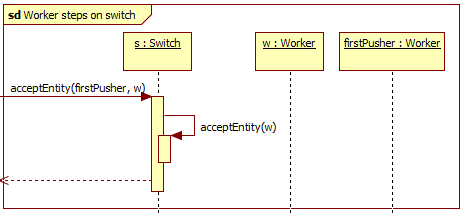 sd Worker steps on switch
s : Switch
w : Worker
firstPusher : Worker
acceptEntity(firstPusher, w)
acceptEntity(w)